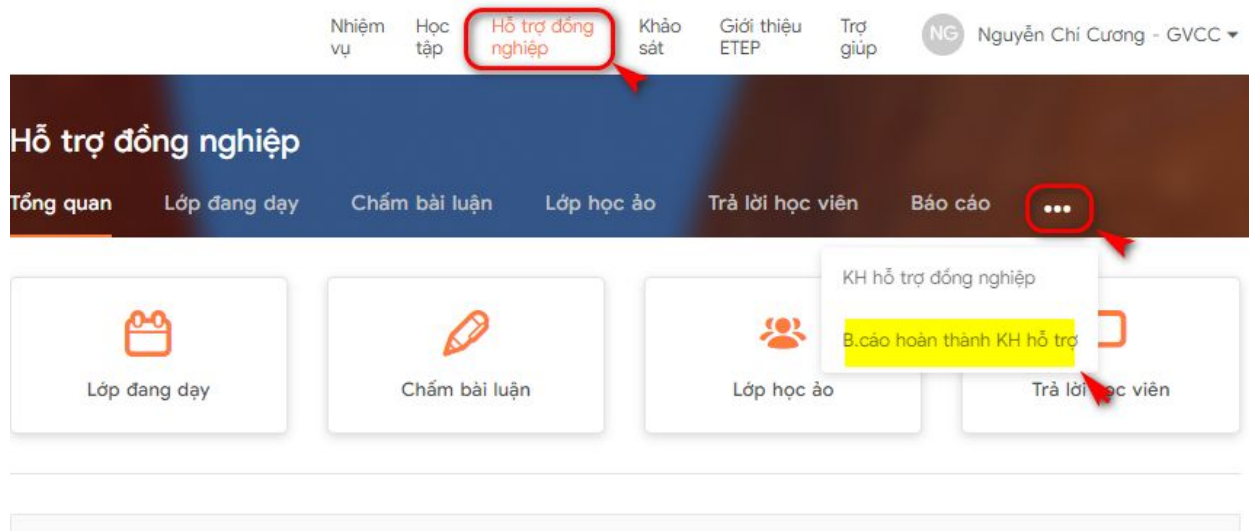 Nhiệm Học Hỗ trợ đồng Khảo Giới thiệu Trợ
vụ tập nghiệp sát ETEP giúp
NG Nguyễn Chí Cương - GVCC
Hỗ trợ đồng nghiệp
Tổng quan Lớp đang dạy Chấm bài luận Lớp học ảo Trả lời học viên Báo cáo •••
KH hỗ trợ đồng nghiệp
B.cáo hoàn thành KH hỗ trợ
Lớp đang dạy Chấm bài luận Lớp học ảo Trả lời học viên